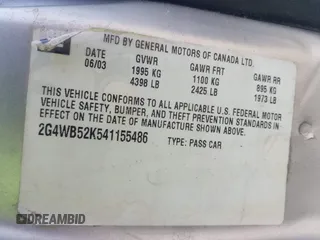 MFD BY GENERAL MOTORS OF CANADA LTD.
DATE GVWR GAWR FRT GAWR RR
06/03 1995 KG 1100 KG 895 KG
4398 LB 2425 LB 1973 LB
THIS VEHICLE CONFORMS TO ALL APPLICABLE U.S. FEDERAL MOTOR
VEHICLE SAFETY, BUMPER, AND THEFT PREVENTION STANDARDS IN
EFFECT ON THE DATE OF MANUFACTURE SHOWN ABOVE.
2G4WB52K541155486 TYPE: PASS CAR
DREAMBID